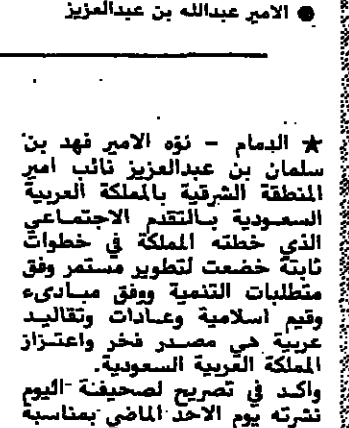 ● الامير عبدالله بن عبدالعزيز
★ الدمام – نوّه الامير فهد بن
سلمان بن عبدالعزيز نائب امير
المنطقة الشرقية بالمملكة العربية
السعودية بالتقدم الاجتماعي
الذي خطته المملكة في خطوات
ثابتة خضعت لتطوير مستمر وفق
متطلبات التنمية ووفق مبادىء
وقيم اسلامية وعادات وتقاليد
عربية هي مصدر فخر واعتزاز
المملكة العربية السعودية.
واكد في تصريح لصحيفة اليوم
نشرته يوم الاحد الماضي بمناسبة